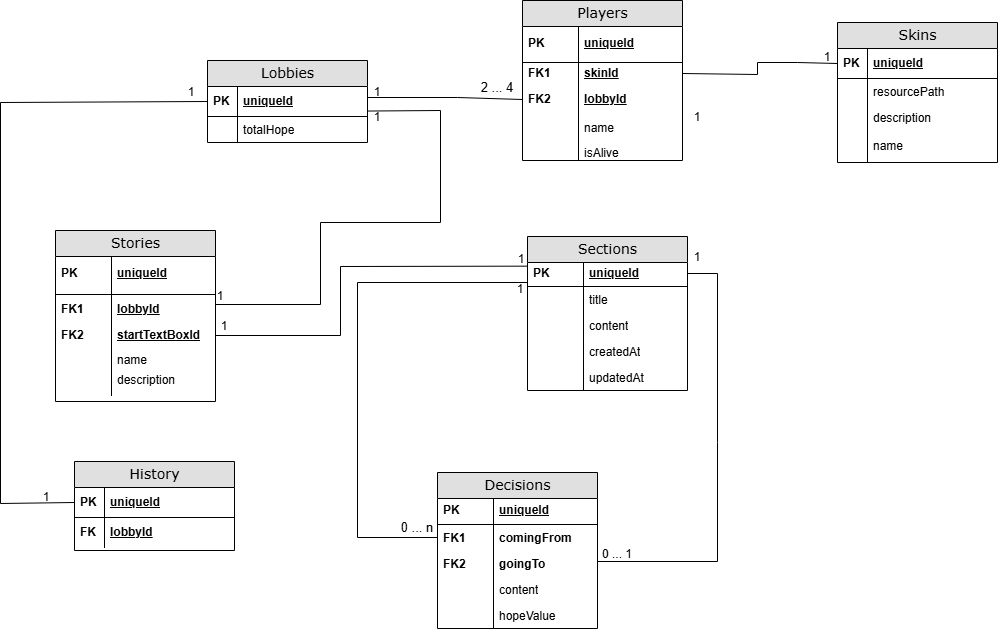 Players
PK uniqueId
FK1 skinId
FK2 lobbyId
name
isAlive
Skins
PK uniqueId
resourcePath
description
name
1
1
Lobbies
PK uniqueId
totalHope
1
1
1
2 ... 4
Stories
PK uniqueId
FK1 lobbyId
FK2 startTextBoxId
name
description
1
1
Sections
PK uniqueId
title
content
createdAt
updatedAt
1
1
1
History
PK uniqueId
FK lobbyId
1
Decisions
PK uniqueId
FK1 comingFrom
FK2 goingTo
content
hopeValue
0 ... n
0 ... 1